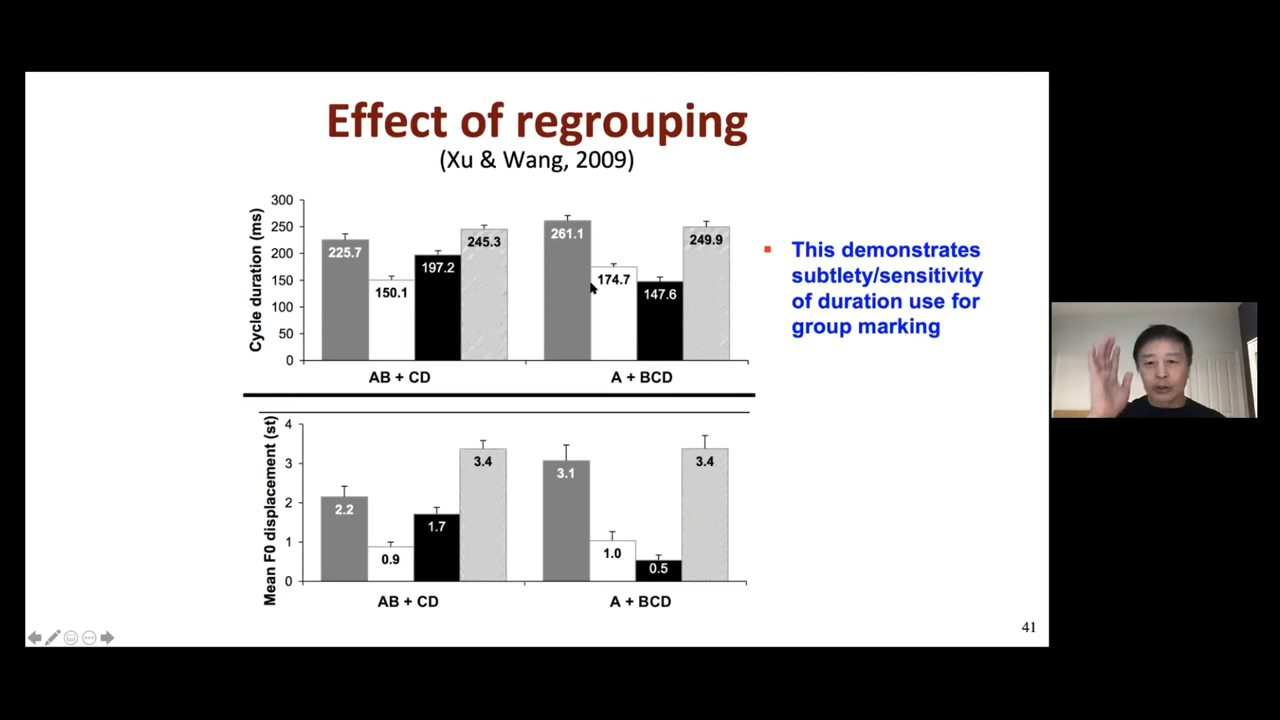 Effect of regrouping
(Xu & Wang, 2009)
Cycle duration (ms)
300
250
200
150
100
50
0
225.7
150.1
197.2
245.3
261.1
174.7
147.6
249.9
AB + CD
A + BCD
This demonstrates
subtlety/sensitivity
of duration use for
group marking
Mean F0 displacement (st)
4
3
2
1
0
2.2
0.9
1.7
3.4
3.1
1.0
0.5
3.4
AB + CD
A + BCD
41